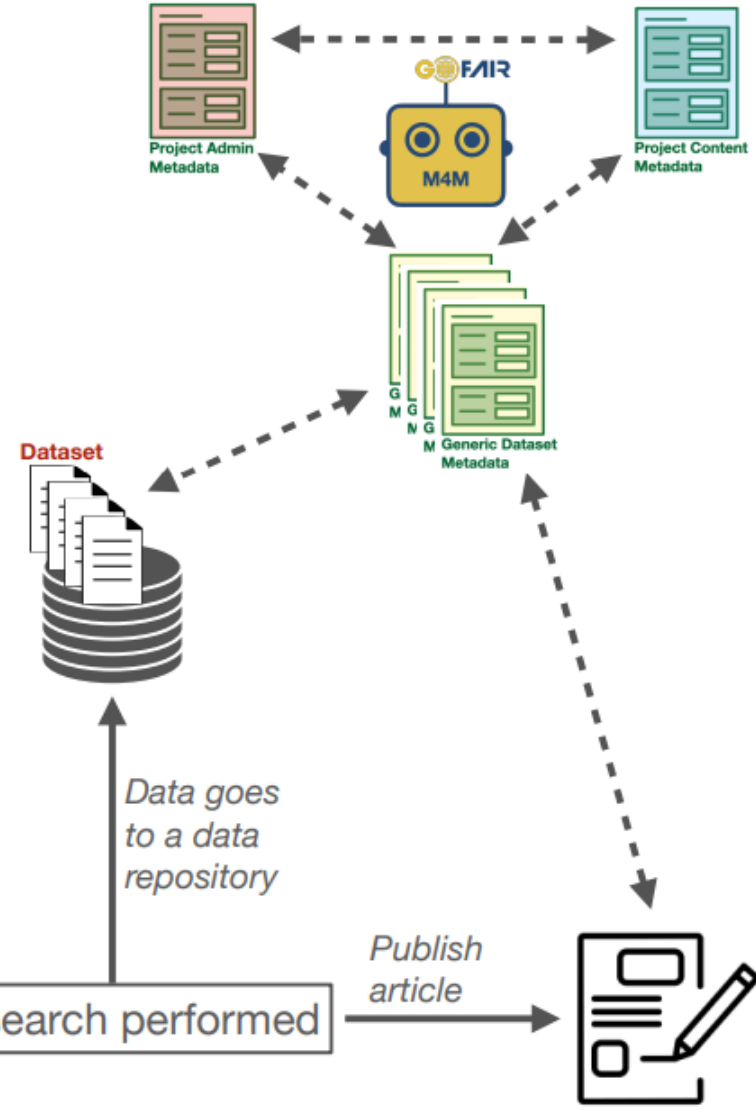 GOFAIR
M4M
Project Admin
Metadata
Project Content
Metadata
G
M
G
M
G
M
Generic Dataset
Metadata
Dataset
Data goes
to a data
repository
Publish
article
search performed